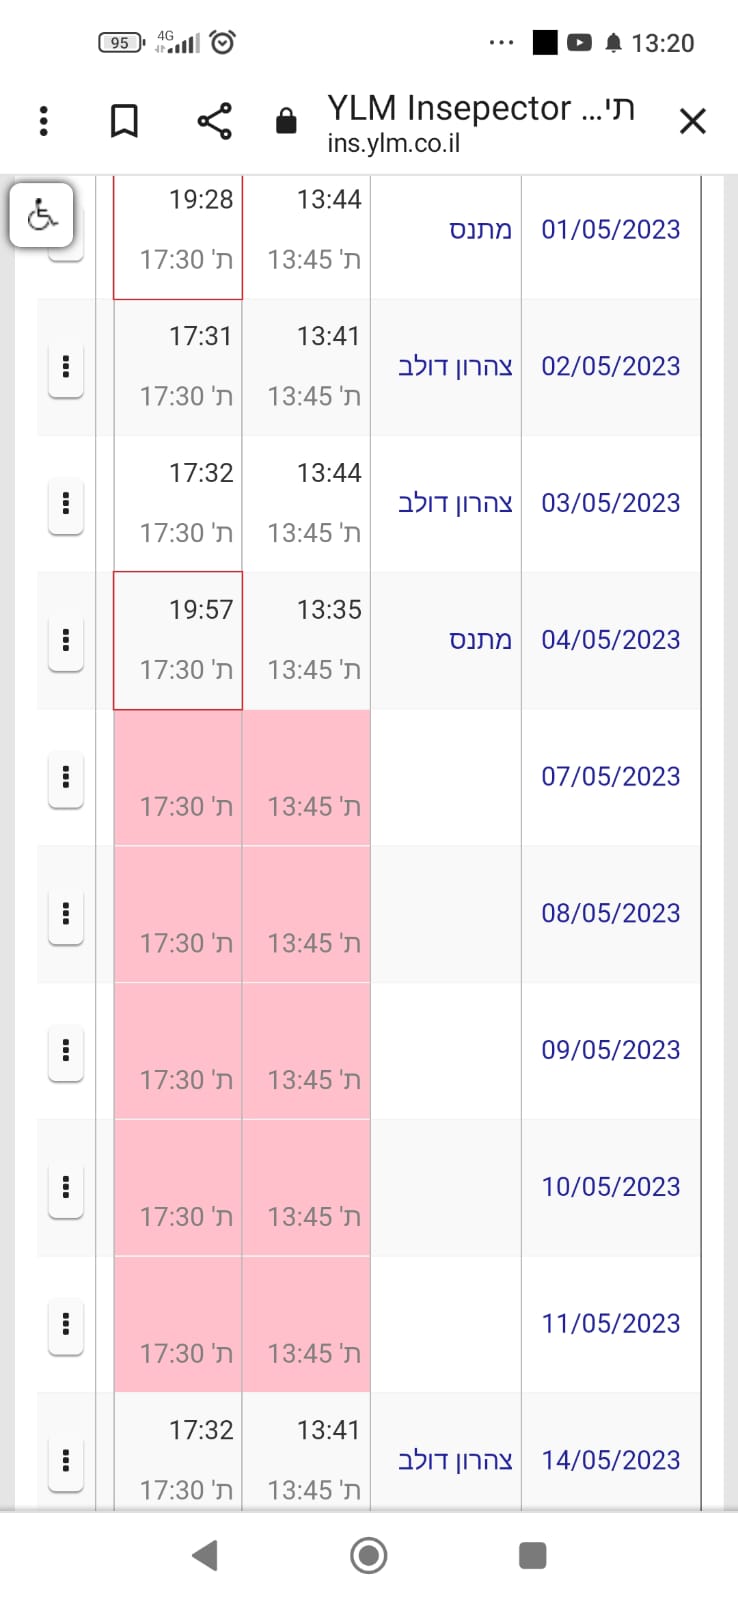 95 4G 13:20
YLM Insepector ...תי'
ins.ylm.co.il
01/05/2023 מתנס 13:44 19:28
ת' 13:45 ת' 17:30
02/05/2023 צהרון דולב 13:41 17:31
ת' 13:45 ת' 17:30
03/05/2023 צהרון דולב 13:44 17:32
ת' 13:45 ת' 17:30
04/05/2023 מתנס 13:35 19:57
ת' 13:45 ת' 17:30
07/05/2023
ת' 13:45 ת' 17:30
08/05/2023
ת' 13:45 ת' 17:30
09/05/2023
ת' 13:45 ת' 17:30
10/05/2023
ת' 13:45 ת' 17:30
11/05/2023
ת' 13:45 ת' 17:30
14/05/2023 צהרון דולב 13:41 17:32
ת' 13:45 ת' 17:30